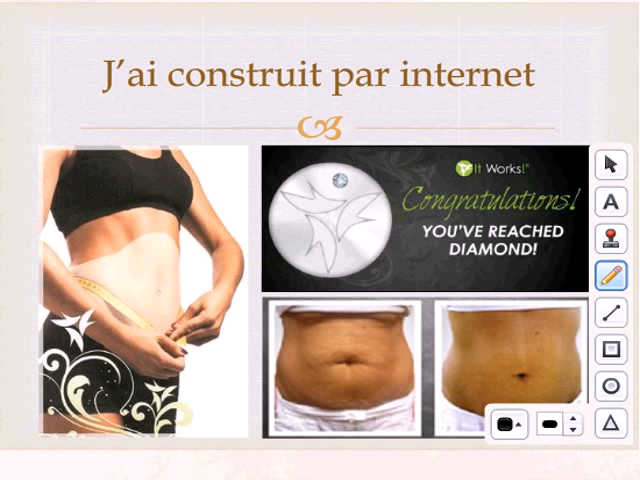 J’ai construit par internet
It Works!®
Congratulations!
YOU'VE REACHED
DIAMOND!
A